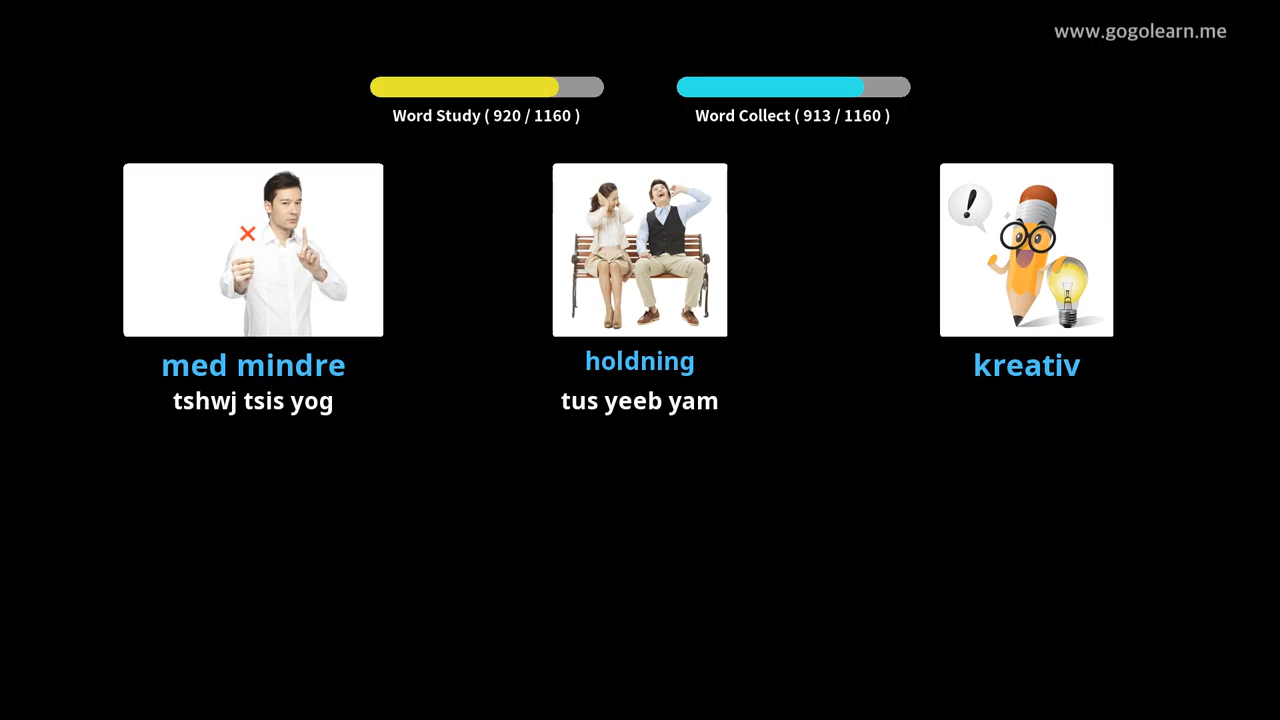 www.gogolearn.me
Word Study ( 920 / 1160 )
Word Collect ( 913 / 1160 )
med mindre
tshwj tsis yog
holdning
tus yeeb yam
!
kreativ